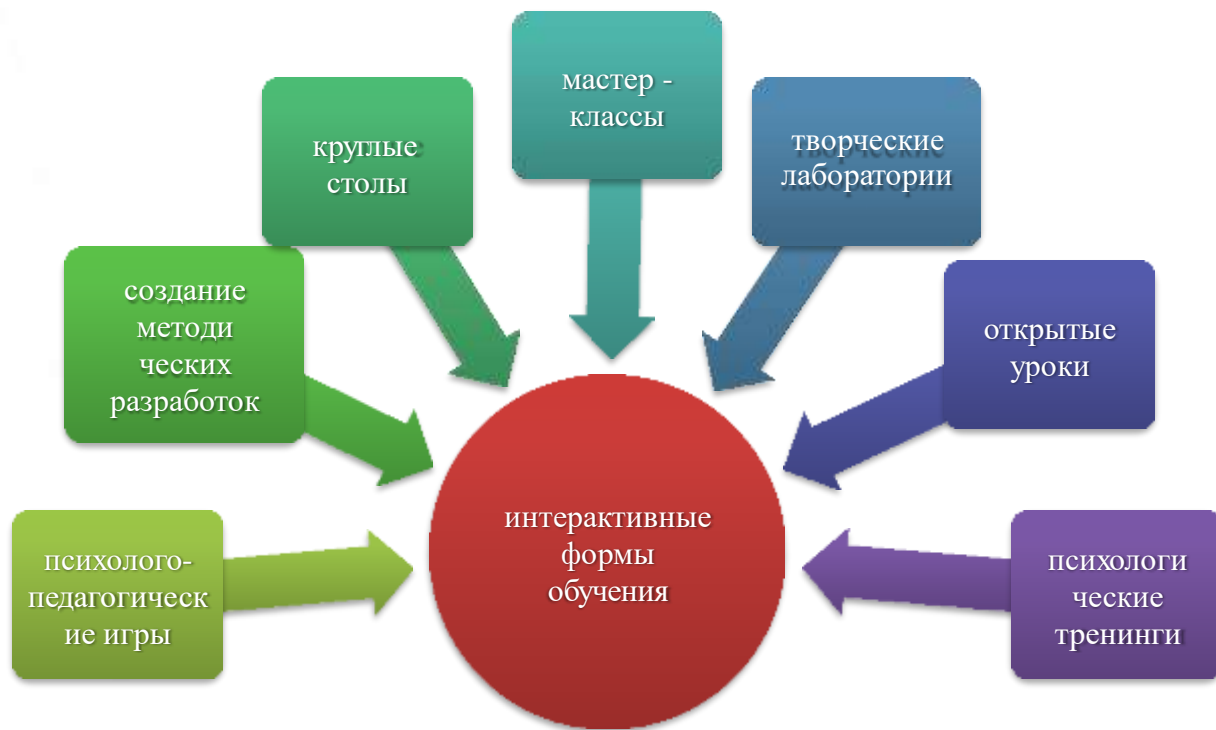 мастер -
классы
круглые
столы
творческие
лаборатории
создание
методи
ческих
разработок
открытые
уроки
интерактивные
формы
обучения
психолого-
педагогическ
ие игры
психологи
ческие
тренинги